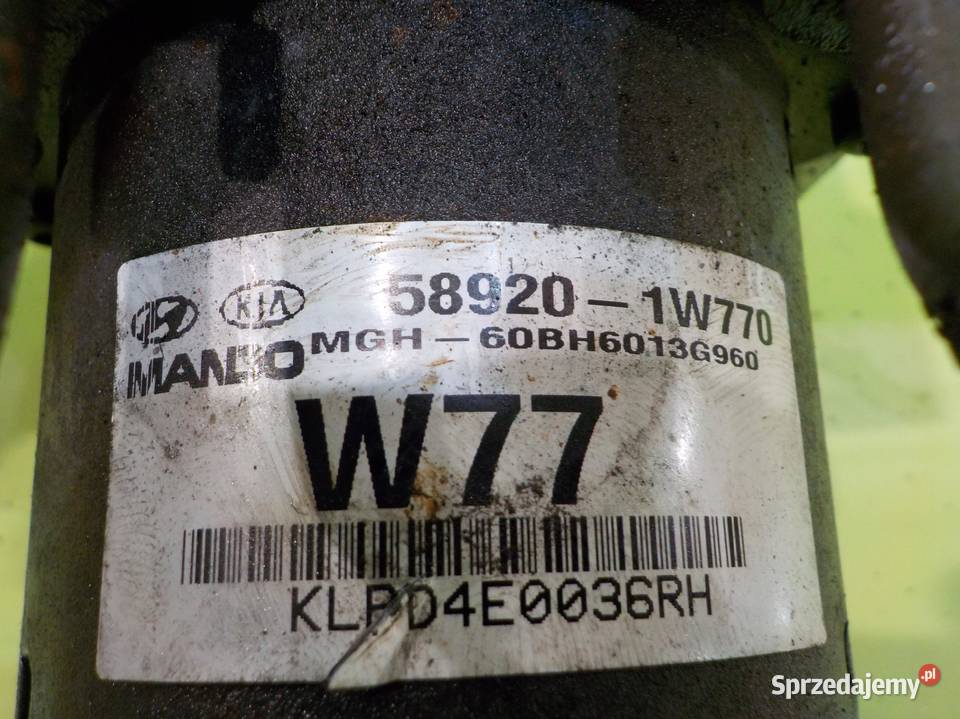 KIA 58920-1W770
MANDO MGH-60BH6013G960
W77
KLPD4E0036RH
Sprzedajemy.pl